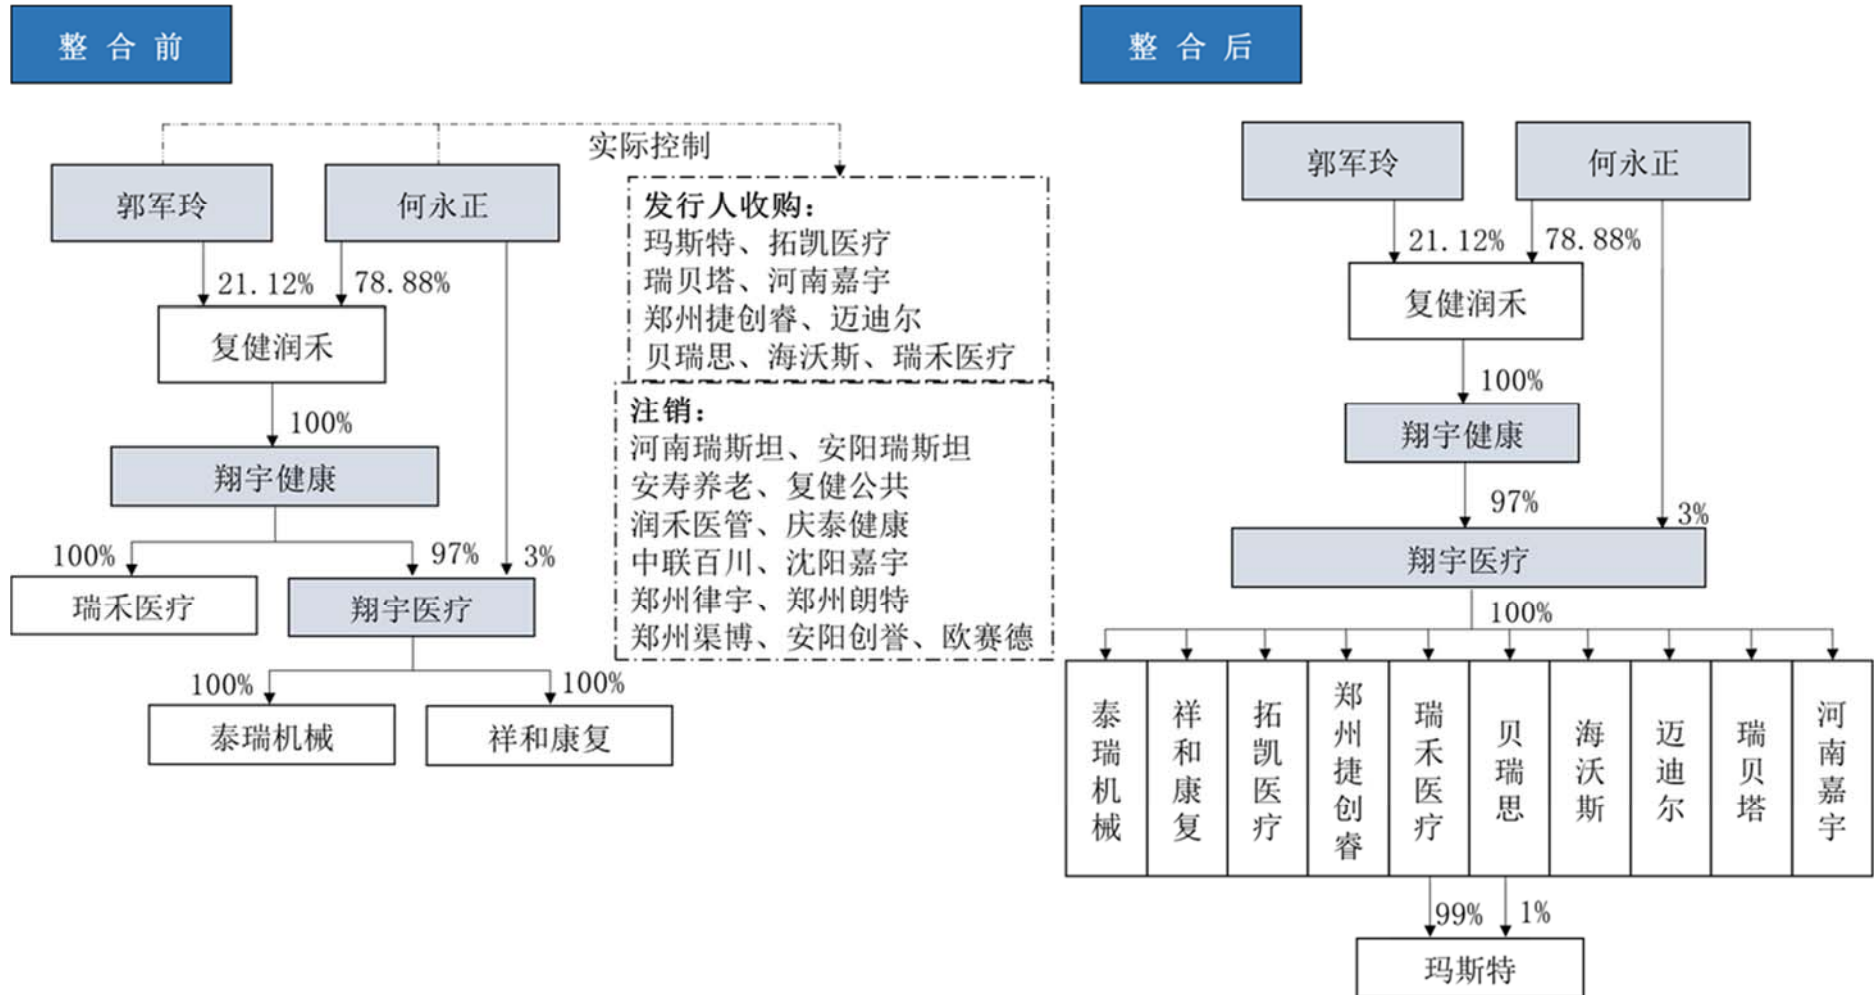 整合前
实际控制
郭军玲
何永正
21.12%
78.88%
复健润禾
100%
翔宇健康
100%
97%
3%
瑞禾医疗
翔宇医疗
100%
100%
泰瑞机械
祥和康复
发行人收购：
玛斯特、拓凯医疗
瑞贝塔、河南嘉宇
郑州捷创睿、迈迪尔
贝瑞思、海沃斯、瑞禾医疗
注销：
河南瑞斯坦、安阳瑞斯坦
安寿养老、复健公共
润禾医管、庆泰健康
中联百川、沈阳嘉宇
郑州律宇、郑州朗特
郑州渠博、安阳创誉、欧赛德
整合后
郭军玲
何永正
21.12%
78.88%
复健润禾
100%
翔宇健康
97%
3%
翔宇医疗
100%
泰瑞机械
祥和康复
拓凯医疗
郑州捷创睿
瑞禾医疗
贝瑞思
海沃斯
迈迪尔
瑞贝塔
河南嘉宇
99%
1%
玛斯特